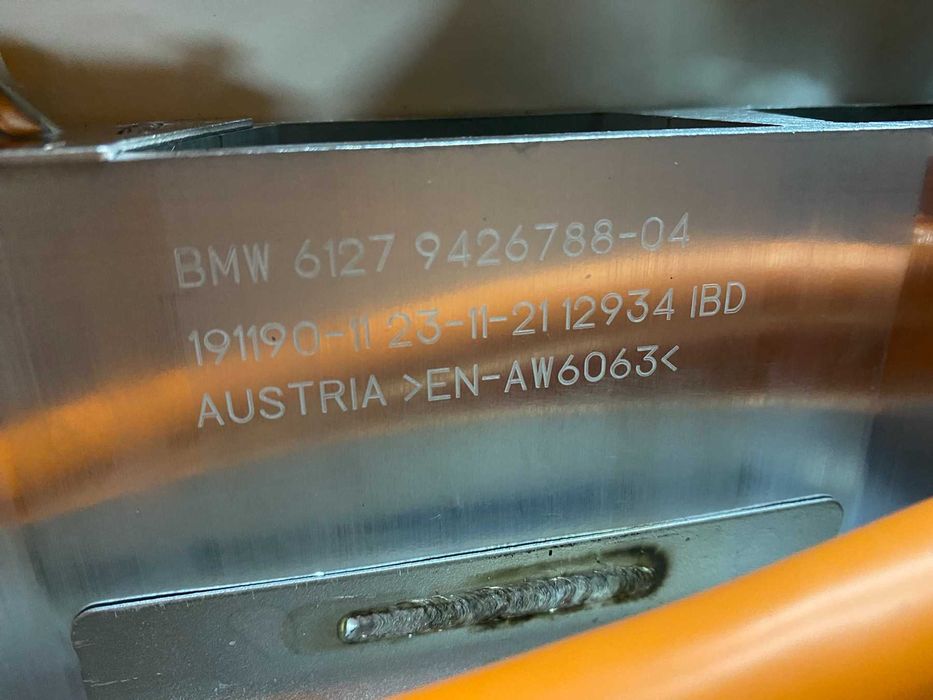 BMW 6127 9426788-04
191190-11 23-11-21 12934 IBD
AUSTRIA >EN-AW6063<